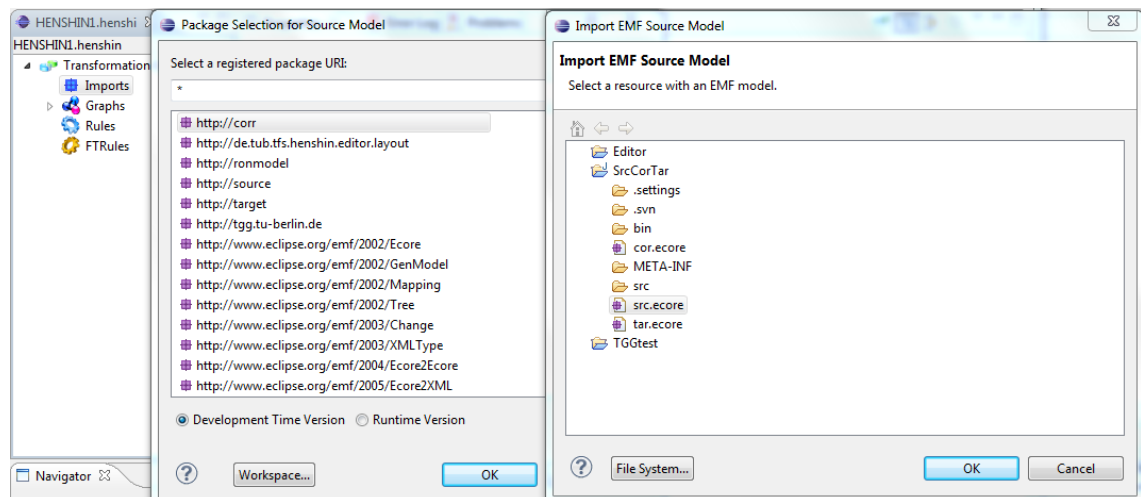 HENSHIN1.henshi
HENSHIN1.henshin
Transformation
Imports
Graphs
Rules
FTRules
Navigator
Package Selection for Source Model
Select a registered package URI:
*
http://corr
http://de.tub.tfs.henshin.editor.layout
http://ronmodel
http://source
http://target
http://tgg.tu-berlin.de
http://www.eclipse.org/emf/2002/Ecore
http://www.eclipse.org/emf/2002/GenModel
http://www.eclipse.org/emf/2002/Mapping
http://www.eclipse.org/emf/2002/Tree
http://www.eclipse.org/emf/2003/Change
http://www.eclipse.org/emf/2003/XMLType
http://www.eclipse.org/emf/2004/Ecore2Ecore
http://www.eclipse.org/emf/2005/Ecore2XML
Development Time Version Runtime Version
? Workspace... OK
Import EMF Source Model
Import EMF Source Model
Select a resource with an EMF model.
Editor
SrcCorTar
.settings
.svn
bin
cor.ecore
META-INF
src
src.ecore
tar.ecore
TGGtest
? File System... OK Cancel